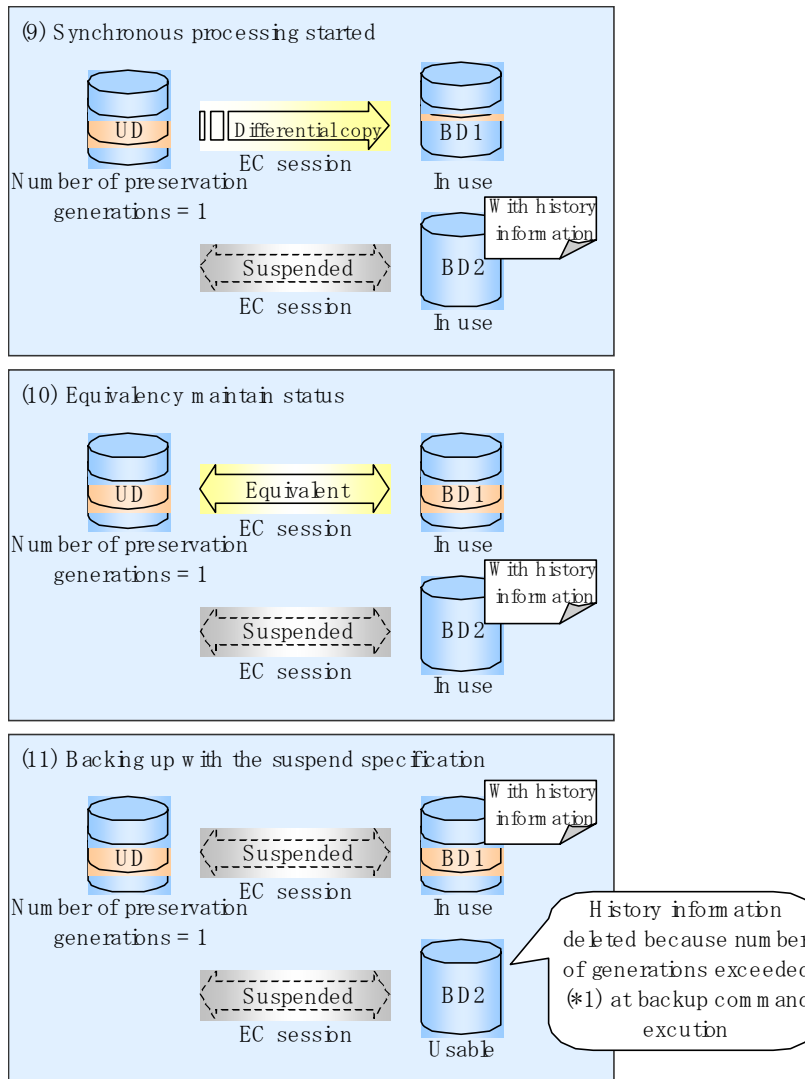 (9) Synchronous processing started
UD
Differential copy
BD1
EC session
In use
Number of preservation
generations = 1
With history
information
Suspended
BD2
EC session
In use
(10) Equivalency maintain status
UD
Equivalent
BD1
EC session
In use
Number of preservation
generations = 1
With history
information
Suspended
BD2
EC session
In use
(11) Backing up with the suspend specification
With history
information
UD
Suspended
BD1
EC session
In use
Number of preservation
generations = 1
Suspended
BD2
EC session
Usable
History information
deleted because number
of generations exceeded
(*1) at backup command
excution